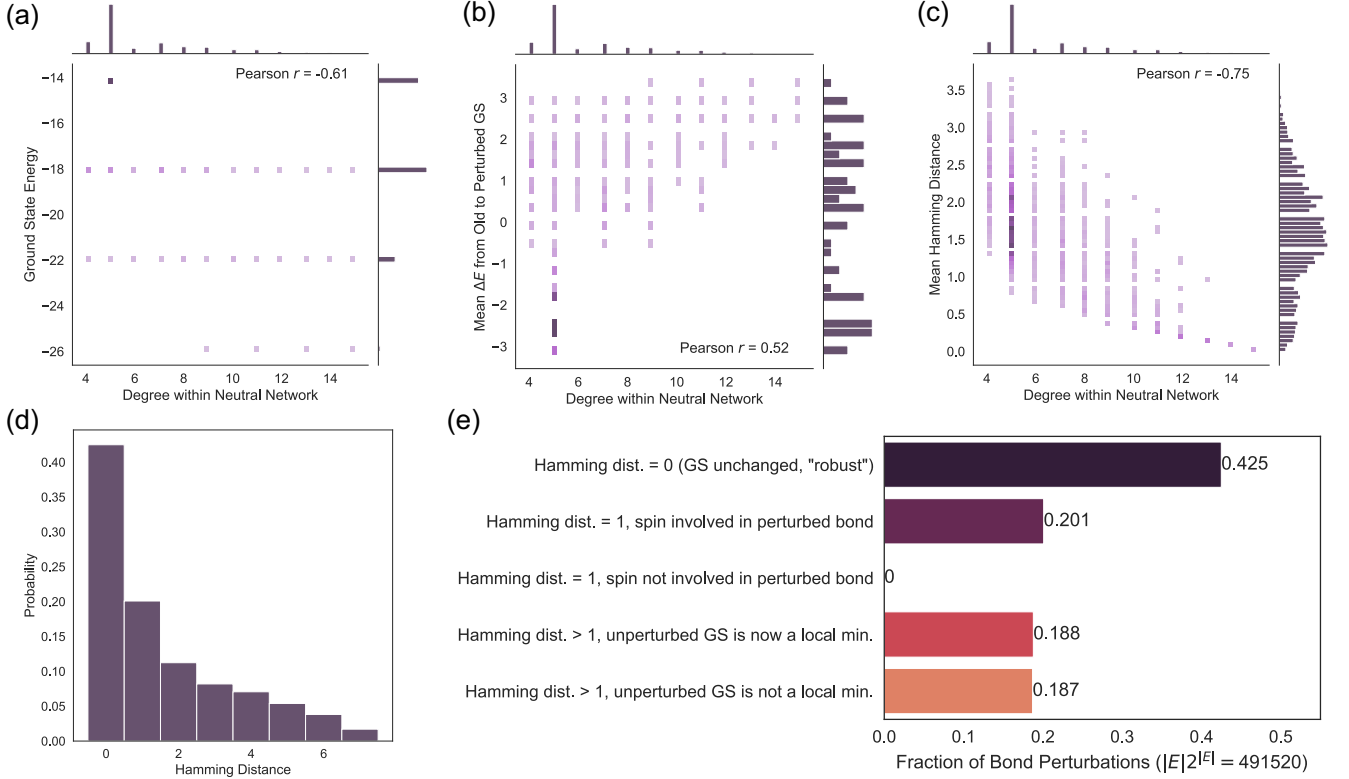 (a)
Pearson r = -0.61
Ground State Energy
−14
−18
−20
−22
−24
−26
4 6 8 10 12 14
Degree within Neutral Network
(b)
Mean ΔE from Old to Perturbed GS
3
2
1
0
−1
−2
−3
Pearson r = 0.52
4 6 8 10 12 14
Degree within Neutral Network
(c)
Pearson r = -0.75
Mean Hamming Distance
3.5
3.0
2.5
2.0
1.5
1.0
0.5
0.0
4 6 8 10 12 14
Degree within Neutral Network
(d)
Probability
0.40
0.35
0.30
0.25
0.20
0.15
0.10
0.05
0.00
0 2 4 6
Hamming Distance
(e)
Hamming dist. = 0 (GS unchanged, "robust") 0.425
Hamming dist. = 1, spin involved in perturbed bond 0.201
Hamming dist. = 1, spin not involved in perturbed bond 0
Hamming dist. > 1, unperturbed GS is now a local min. 0.188
Hamming dist. > 1, unperturbed GS is not a local min. 0.187
0.0 0.1 0.2 0.3 0.4 0.5
Fraction of Bond Perturbations (|E|2^|E| = 491520)